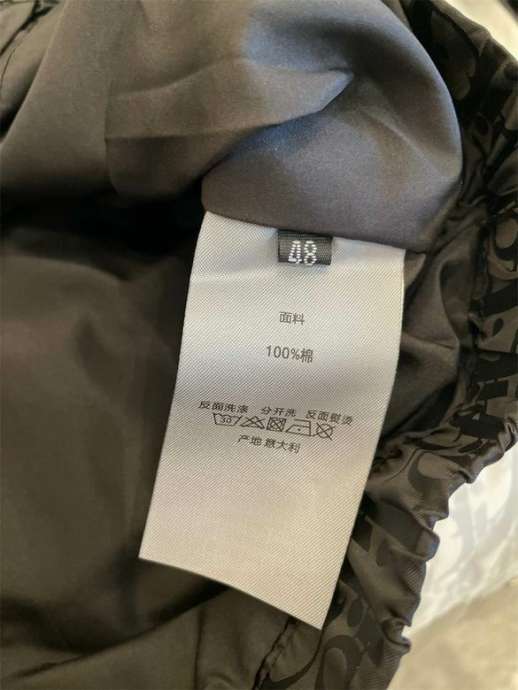 48
面料
100%棉
反面洗涤 分开洗 反面熨烫
30
产地 意大利